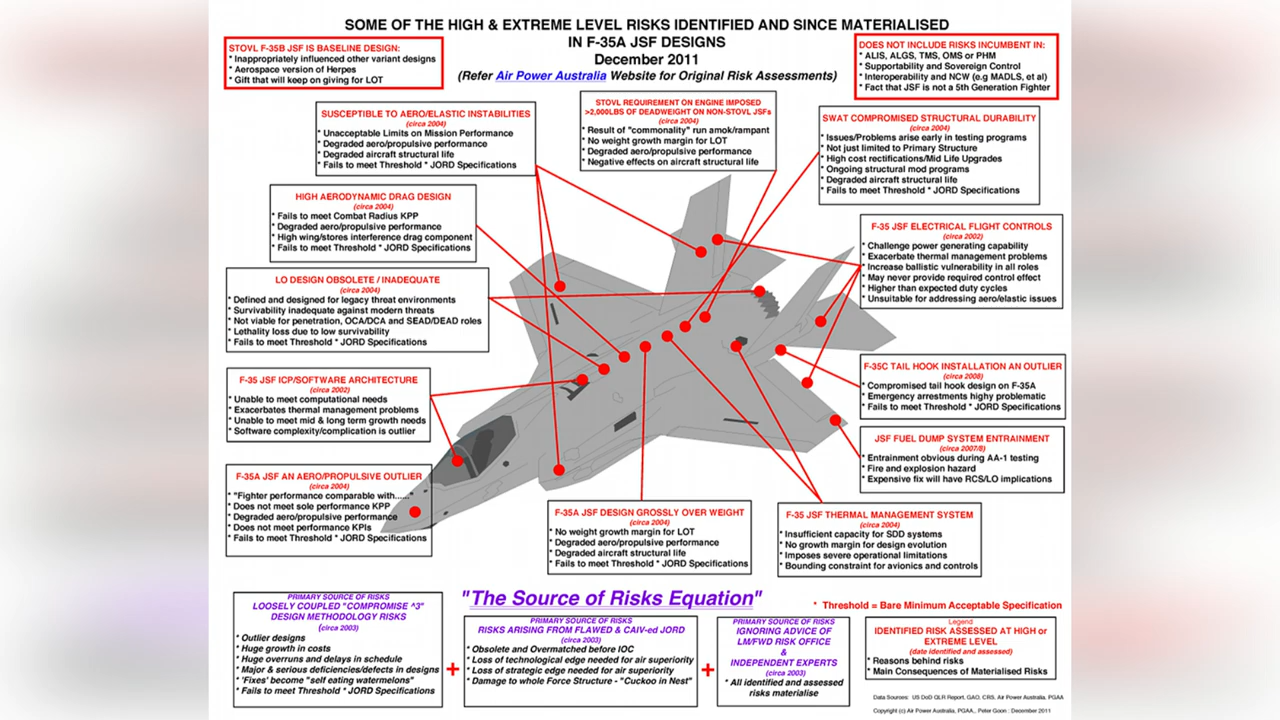 SOME OF THE HIGH & EXTREME LEVEL RISKS IDENTIFIED AND SINCE MATERIALISED
IN F-35A JSF DESIGNS
December 2011
(Refer Air Power Australia Website for Original Risk Assessments)
STOVL F-35B JSF IS BASELINE DESIGN:
* Inappropriately influenced other variant designs
* Aerospace version of Herpes
* Gift that will keep on giving for LOT
DOES NOT INCLUDE RISKS INCUMBENT IN:
* ALIS, ALGS, TMS, OMS or PHM
* Supportability and Sovereign Control
* Interoperability and NCW (e.g MADLS, et al)
* Fact that JSF is not a 5th Generation Fighter
SUSCEPTIBLE TO AERO/ELASTIC INSTABILITIES
(circa 2004)
* Unacceptable Limits on Mission Performance
* Degraded aero/propulsive performance
* Degraded aircraft structural life
* Fails to meet Threshold * JORD Specifications
STOVL REQUIREMENT ON ENGINE IMPOSED
>2,000LBS OF DEADWEIGHT ON NON-STOVL JSFs
(circa 2004)
* Result of "commonality" run amok/rampant
* No weight growth margin for LOT
* Degraded aero/propulsive performance
* Negative effects on aircraft structural life
SWAT COMPROMISED STRUCTURAL DURABILITY
(circa 2004)
* Issues/Problems arise early in testing programs
* Not just limited to Primary Structure
* High cost rectifications/Mid Life Upgrades
* Ongoing structural mod programs
* Degraded aircraft structural life
* Fails to meet Threshold * JORD Specifications
HIGH AERODYNAMIC DRAG DESIGN
(circa 2004)
* Fails to meet Combat Radius KPP
* Degraded aero/propulsive performance
* High wing/stores interference drag component
* Fails to meet Threshold * JORD Specifications
F-35 JSF ELECTRICAL FLIGHT CONTROLS
(circa 2002)
* Challenge power generating capability
* Exacerbate thermal management problems
* Increase ballistic vulnerability in all roles
* May never provide required control effect
* Higher than expected duty cycles
* Unsuitable for addressing aero/elastic issues
LO DESIGN OBSOLETE / INADEQUATE
(circa 2004)
* Defined and designed for legacy threat environments
* Survivability inadequate against modern threats
* Not viable for penetration, OCA/DCA and SEAD/DEAD roles
* Lethality loss due to low survivability
* Fails to meet Threshold * JORD Specifications
F-35 JSF ICP/SOFTWARE ARCHITECTURE
(circa 2002)
* Unable to meet computational needs
* Exacerbates thermal management problems
* Unable to meet mid & long term growth needs
* Software complexity/complication is outlier
F-35C TAIL HOOK INSTALLATION AN OUTLIER
(circa 2008)
* Compromised tail hook design on F-35A
* Emergency arrestments highy problematic
* Fails to meet Threshold * JORD Specifications
JSF FUEL DUMP SYSTEM ENTRAINMENT
(circa 2007/8)
* Entrainment obvious during AA-1 testing
* Fire and explosion hazard
* Expensive fix will have RCS/LO implications
F-35A JSF AN AERO/PROPULSIVE OUTLIER
(circa 2004)
* "Fighter performance comparable with......"
* Does not meet sole performance KPP
* Degraded aero/propulsive performance
* Does not meet performance KPIs
* Fails to meet Threshold * JORD Specifications
F-35A JSF DESIGN GROSSLY OVER WEIGHT
(circa 2004)
* No weight growth margin for LOT
* Degraded aero/propulsive performance
* Degraded aircraft structural life
* Fails to meet Threshold * JORD Specifications
F-35 JSF THERMAL MANAGEMENT SYSTEM
(circa 2004)
* Insufficient capacity for SDD systems
* No growth margin for design evolution
* Imposes severe operational limitations
* Bounding constraint for avionics and controls
"The Source of Risks Equation"
* Threshold = Bare Minimum Acceptable Specification
PRIMARY SOURCE OF RISKS
LOOSELY COUPLED "COMPROMISE ^3"
DESIGN METHODOLOGY RISKS
(circa 2003)
* Outlier designs
* Huge growth in costs
* Huge overruns and delays in schedule
* Major & serious deficiencies/defects in designs
* 'Fixes' become "self eating watermelons"
* Fails to meet Threshold * JORD Specifications
+
PRIMARY SOURCE OF RISKS
RISKS ARISING FROM FLAWED & CAIV-ed JORD
(circa 2003)
* Obsolete and Overmatched before IOC
* Loss of technological edge needed for air superiority
* Loss of strategic edge needed for air superiority
* Damage to whole Force Structure - "Cuckoo in Nest"
+
PRIMARY SOURCE OF RISKS
IGNORING ADVICE OF
LM/FWD RISK OFFICE
&
INDEPENDENT EXPERTS
(circa 2003)
* All identified and assessed
risks materialise
Legend
IDENTIFIED RISK ASSESSED AT HIGH or
EXTREME LEVEL
(date identified and assessed)
* Reasons behind risks
* Main Consequences of Materialised Risks
Data Sources: US DoD QLR Report, GAO, CRS, Air Power Australia, PGAA
Copyright (c) Air Power Australia, PGAA,, Peter Goon : December 2011